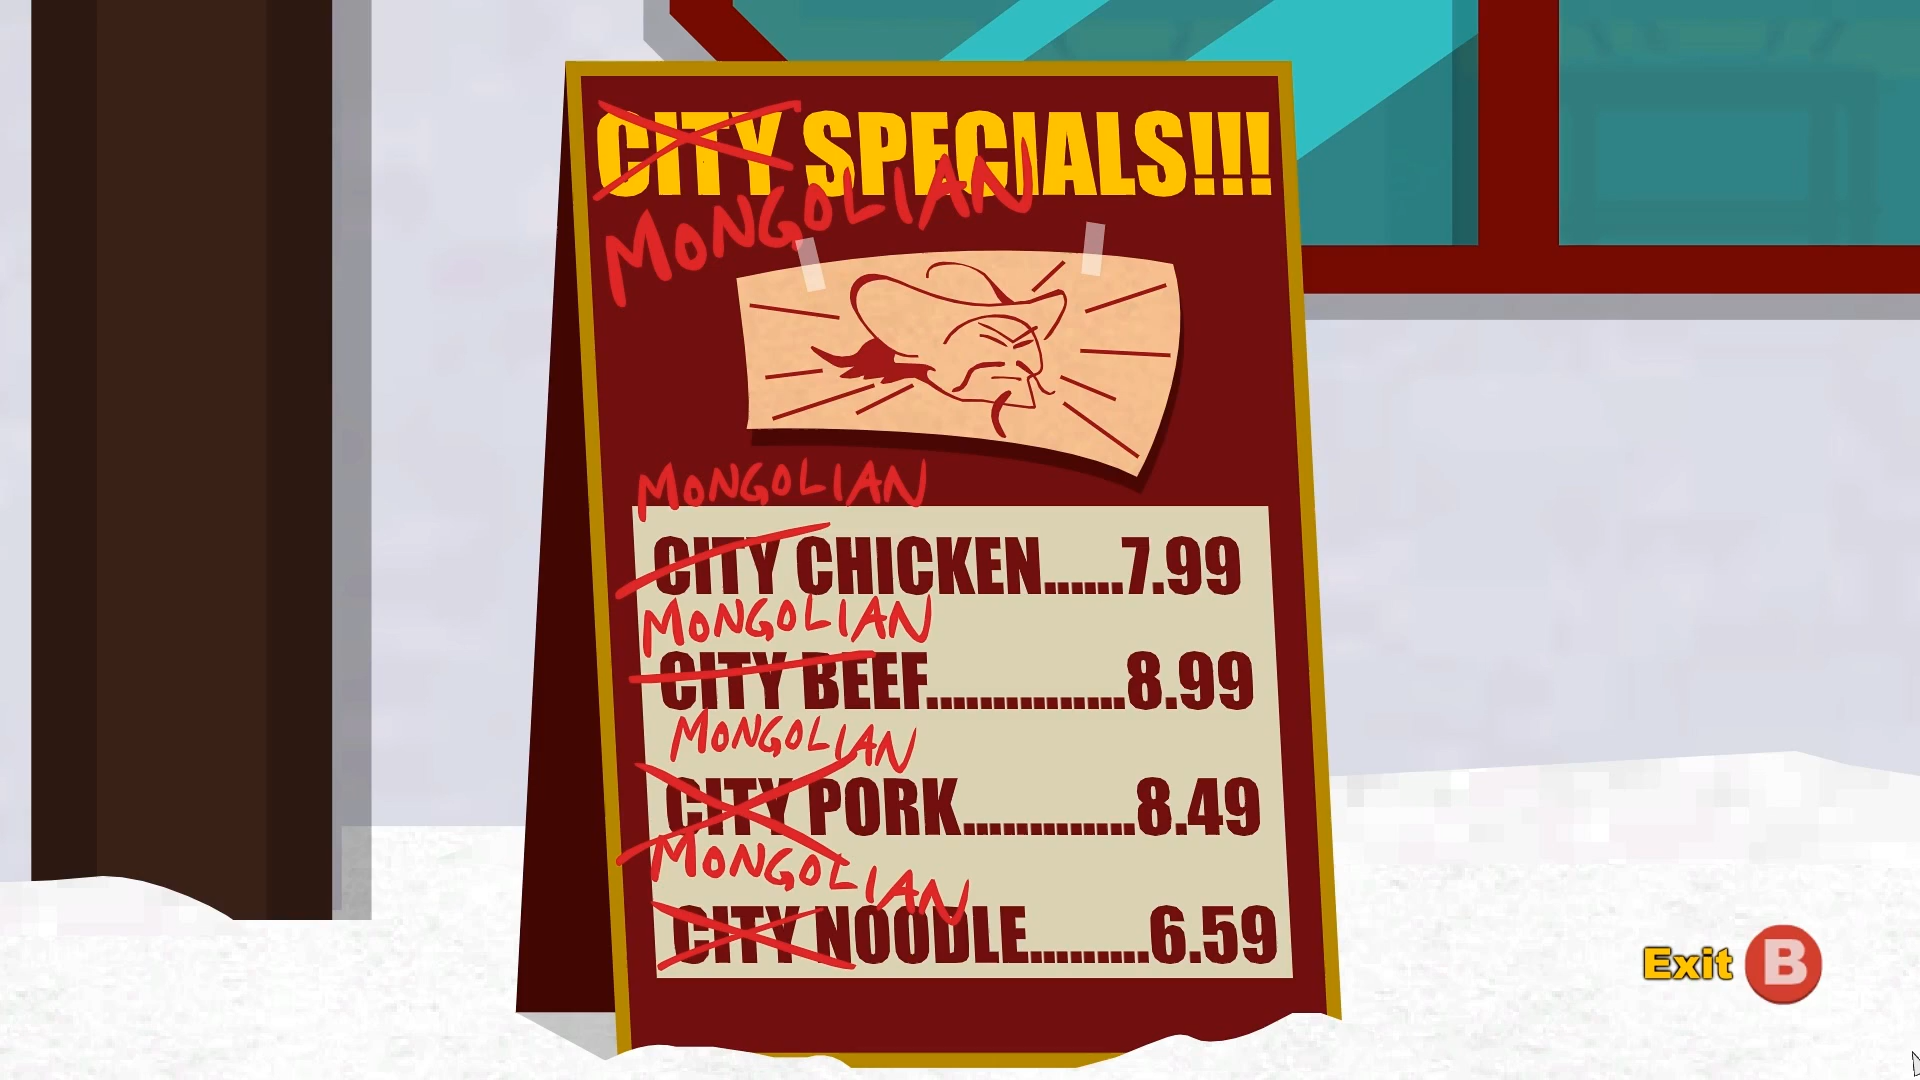 CITY SPECIALS!!!
MONGOLIAN
MONGOLIAN
CITY CHICKEN......7.99
MONGOLIAN
CITY BEEF...............8.99
MONGOLIAN
CITY PORK.............8.49
MONGOLIAN
CITY NOODLE.........6.59
Exit B